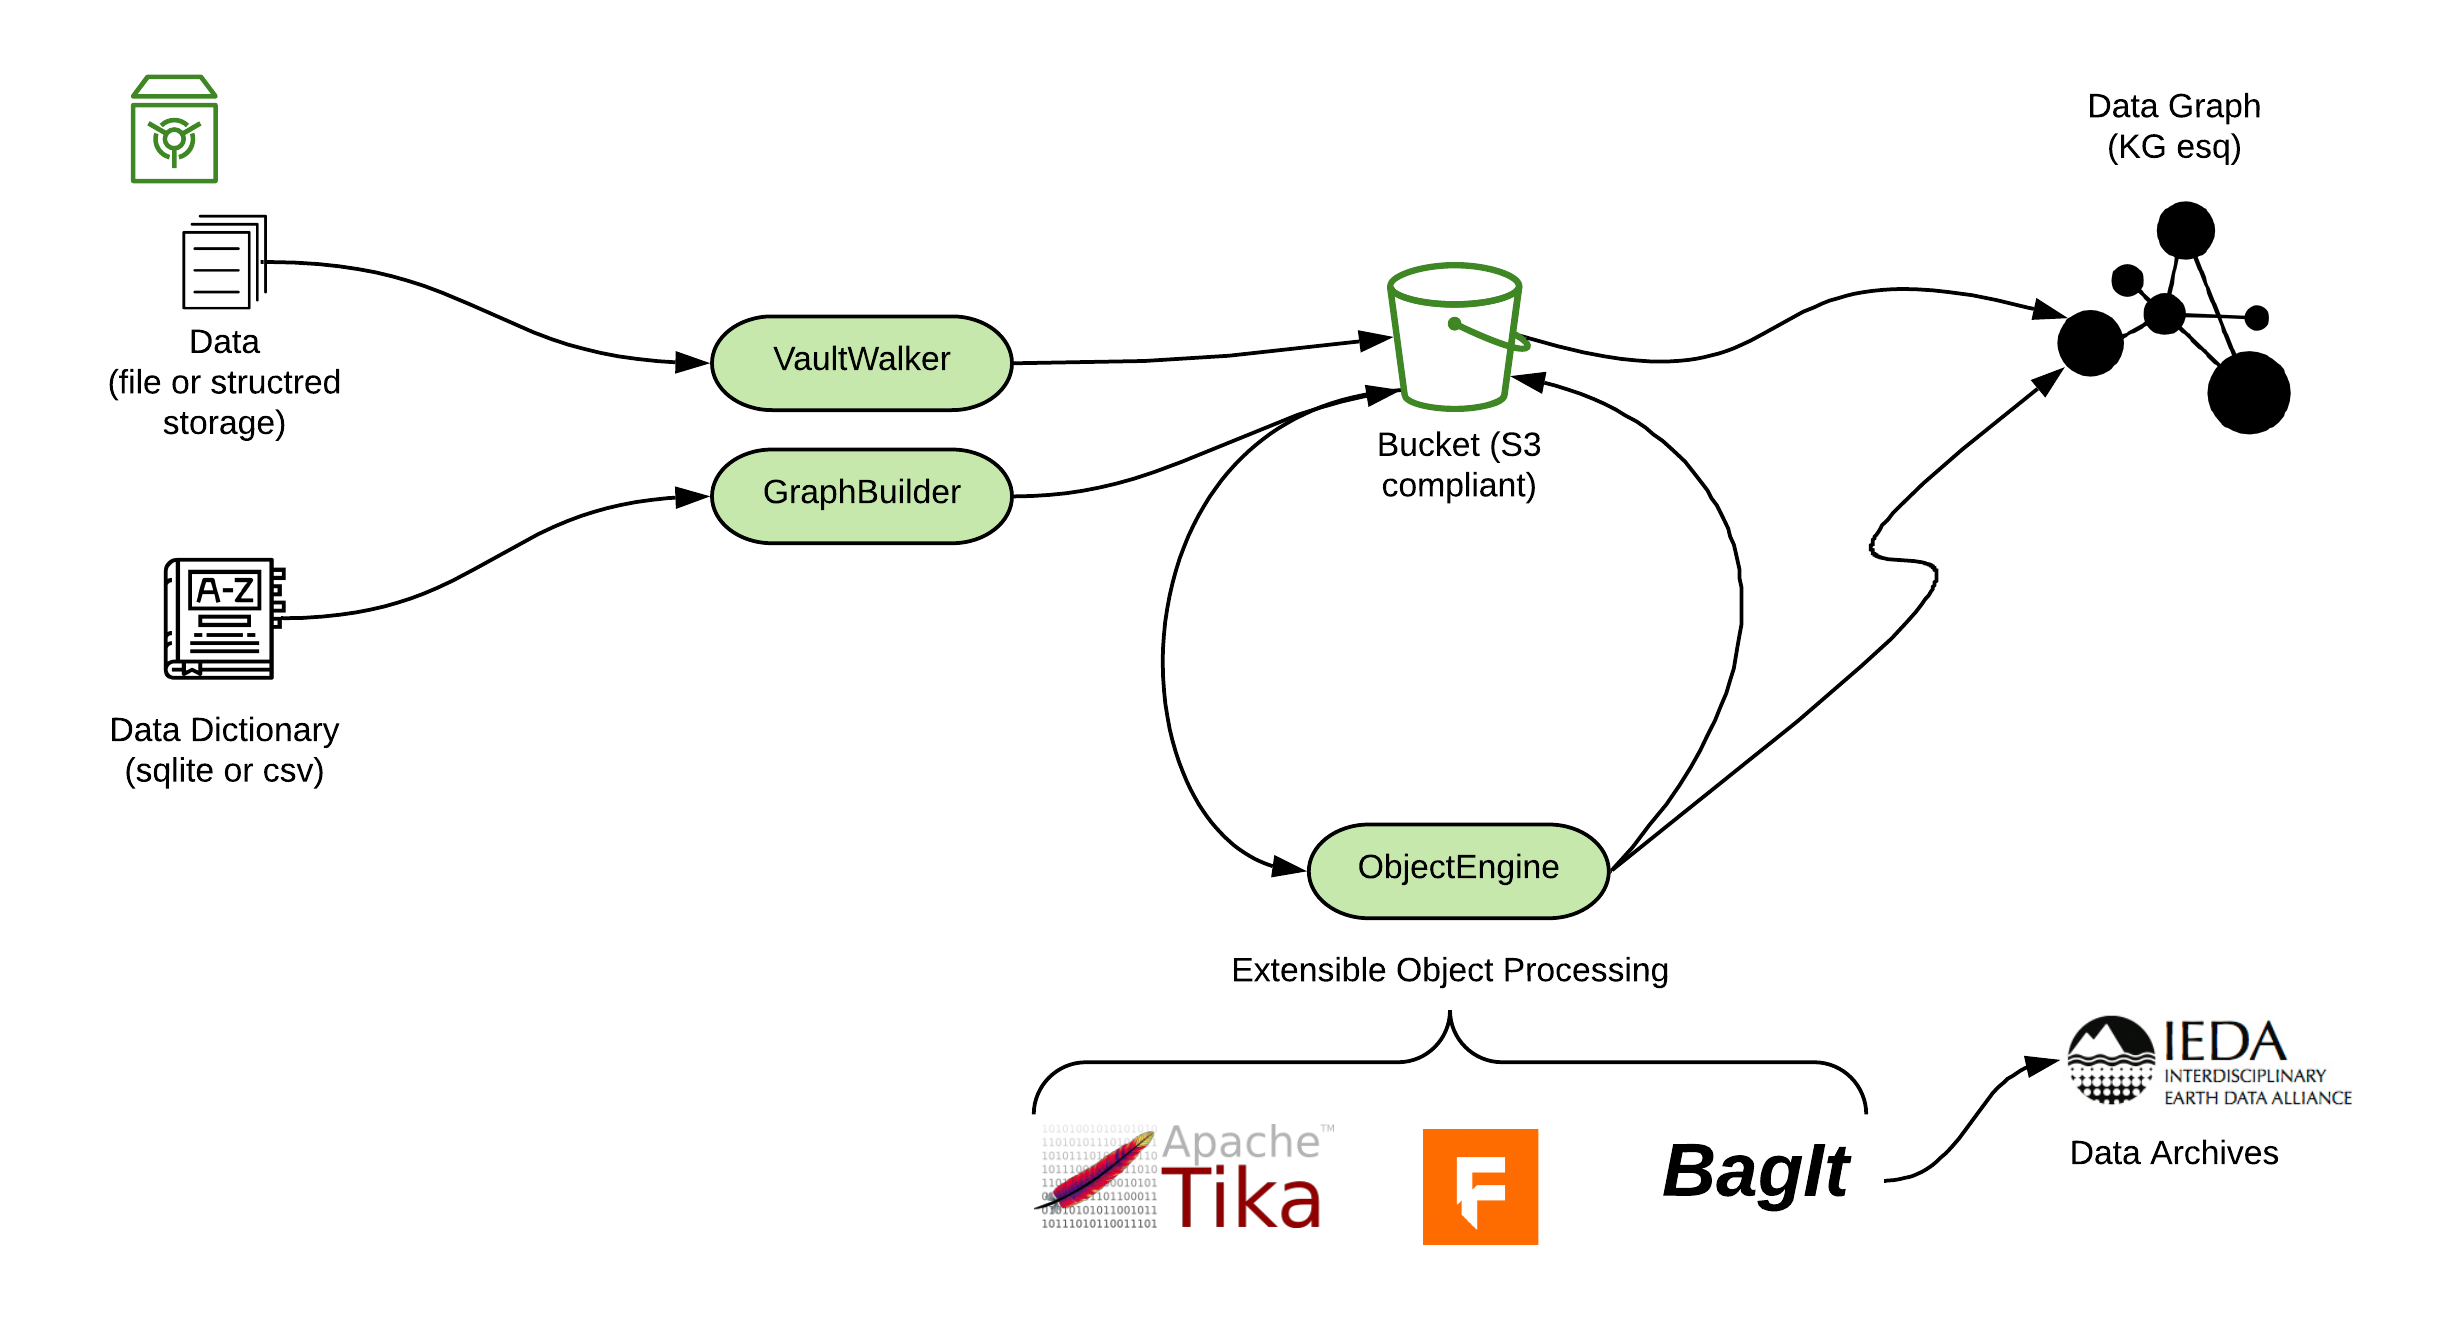 Data
(file or structred
storage)
A-Z
Data Dictionary
(sqlite or csv)
VaultWalker
GraphBuilder
Bucket (S3
compliant)
Data Graph
(KG esq)
ObjectEngine
Extensible Object Processing
Apache™
Tika
F
BagIt
IEDA
INTERDISCIPLINARY
EARTH DATA ALLIANCE
Data Archives